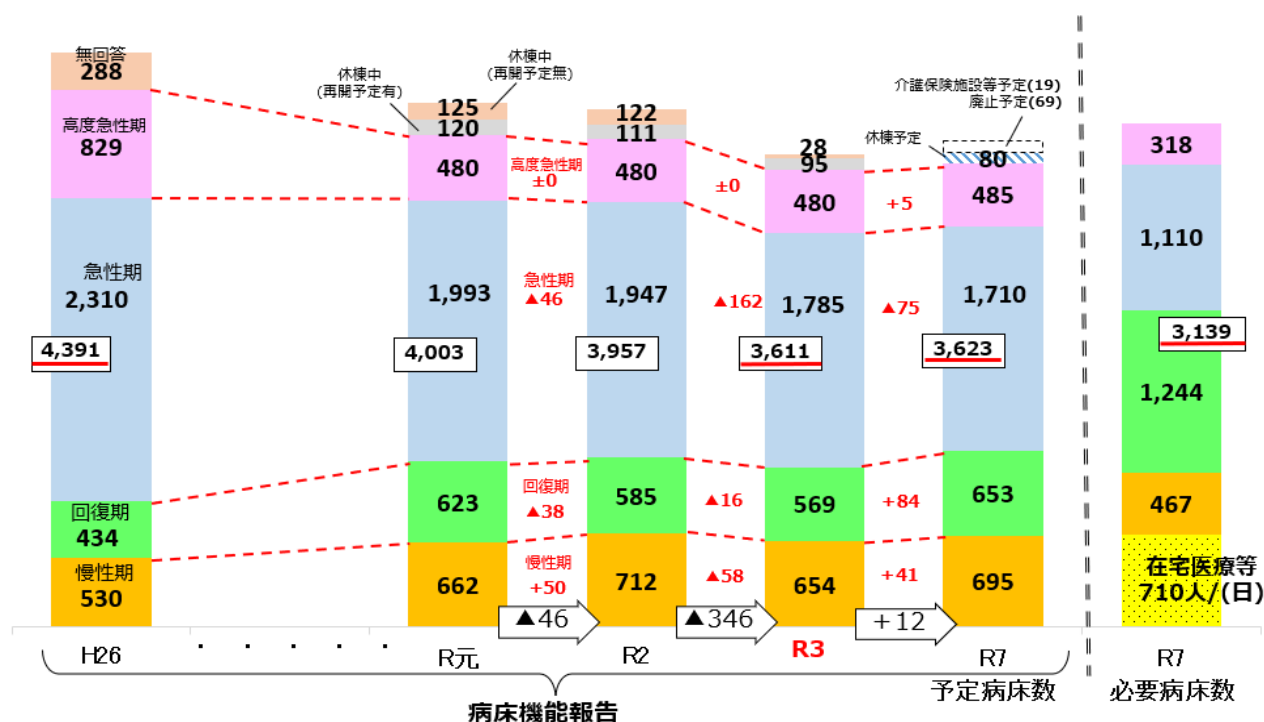 無回答
288
高度急性期
829
急性期
2,310
4,391
回復期
434
慢性期
530
H26
・ ・ ・ ・ ・
休棟中
(再開予定有)
休棟中
(再開予定無)
125
120
480
1,993
4,003
623
662
R元
高度急性期
±0
急性期
▲46
回復期
▲38
慢性期
+50
▲46
122
111
480
1,947
3,957
585
712
R2
±0
▲162
▲16
▲58
▲346
28
95
480
1,785
3,611
569
654
R3
+5
▲75
+84
+41
+12
介護保険施設等予定(19)
廃止予定(69)
休棟予定
80
485
1,710
3,623
653
695
R7
予定病床数
病床機能報告
318
1,110
3,139
1,244
467
在宅医療等
710人/(日)
R7
必要病床数